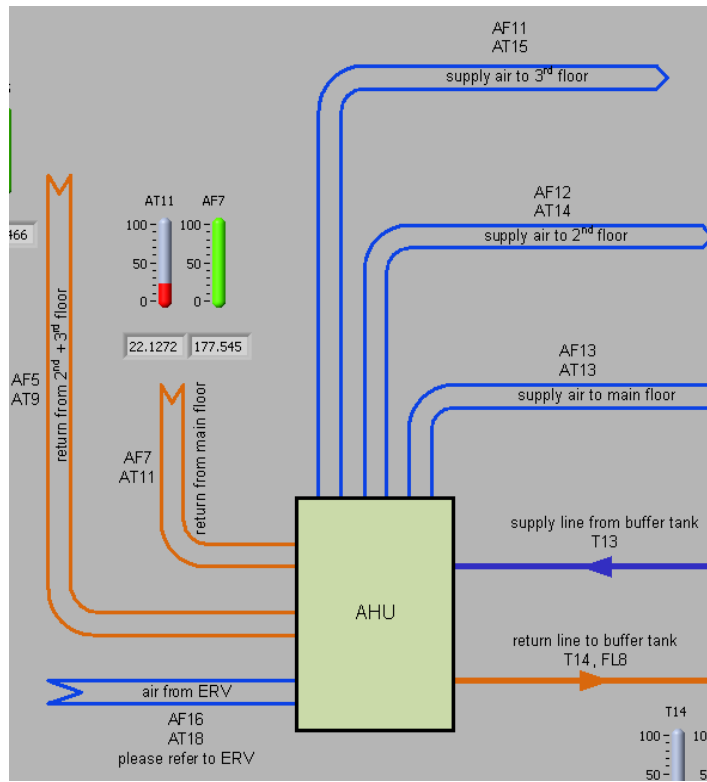 AF11
AT15
supply air to 3rd floor
AT11 AF7
100 100
50 50
0 0
22.1272 177.545
466
AF12
AT14
supply air to 2nd floor
return from 2nd + 3rd floor
AF5
AT9
AF7
AT11
return from main floor
AF13
AT13
supply air to main floor
supply line from buffer tank
T13
AHU
return line to buffer tank
T14, FL8
air from ERV
AF16
AT18
please refer to ERV
T14
100 10
50 5